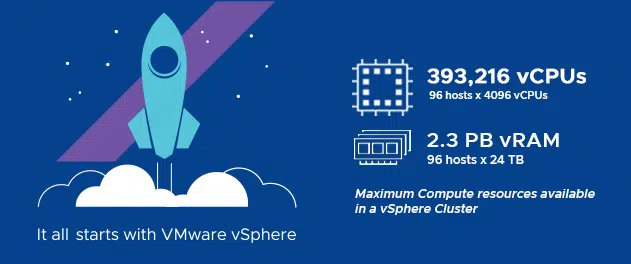 393,216 vCPUs
96 hosts x 4096 vCPUs
2.3 PB vRAM
96 hosts x 24 TB
Maximum Compute resources available
in a vSphere Cluster
It all starts with VMware vSphere